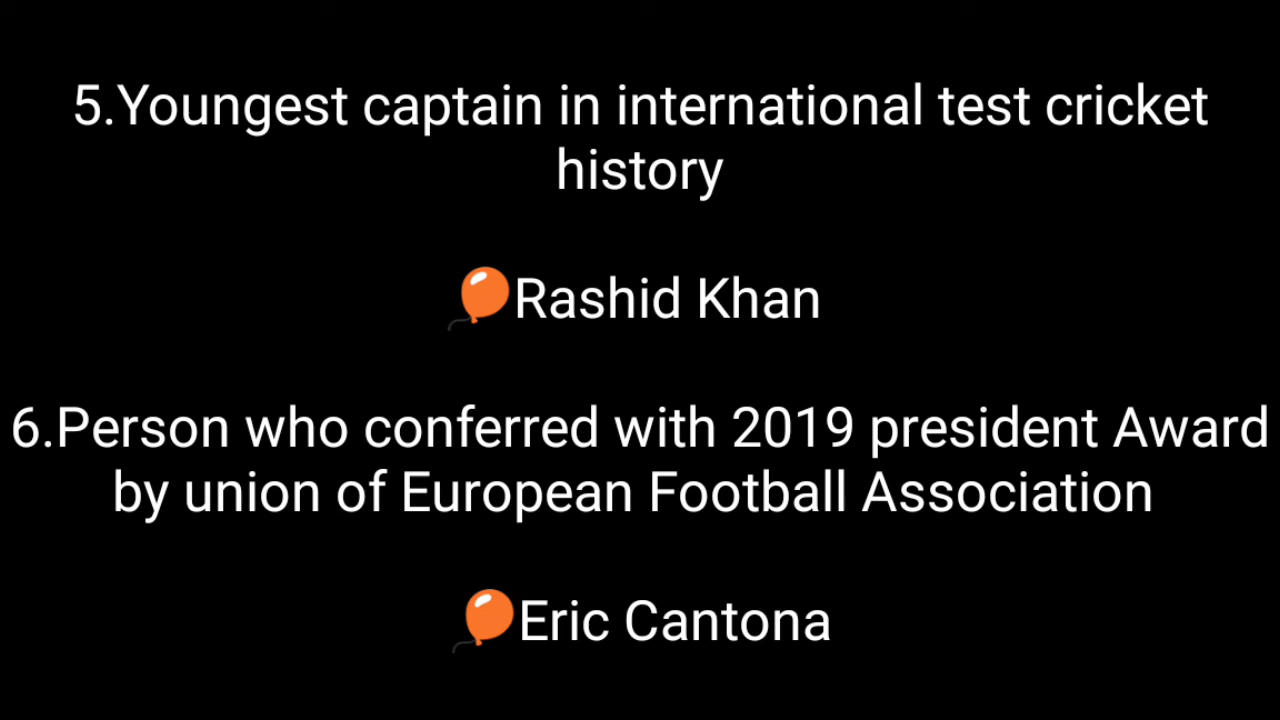 5.Youngest captain in international test cricket
history
🎈Rashid Khan
6.Person who conferred with 2019 president Award
by union of European Football Association
🎈Eric Cantona